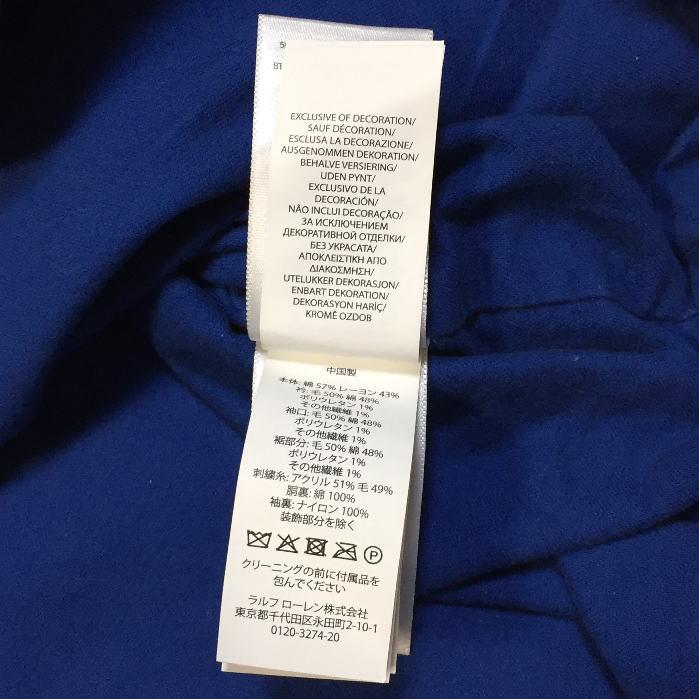 EXCLUSIVE OF DECORATION/
SAUF DÉCORATION/
ESCLUSA LA DECORAZIONE/
AUSGENOMMEN DEKORATION/
BEHALVE VERSIERING/
UDEN PYNT/
EXCLUSIVO DE LA
DECORACIÓN/
NÃO INCLUI DECORAÇÃO/
ЗА ИСКЛЮЧЕНИЕМ
ДЕКОРАТИВНОЙ ОТДЕЛКИ/
БЕЗ УКРАСАТА/
ΑΠΟΚΛΕΙΣΤΙΚΗ ΑΠΟ
ΔΙΑΚΟΣΜΗΣΗ/
UTELUKKER DEKORASJON/
ENBART DEKORATION/
DEKORASYON HARİÇ/
KROMĚ OZDOB
中国製
本体: 綿 57% レーヨン 43%
衿: 毛 50% 綿 48%
ポリウレタン 1%
その他繊維 1%
袖口: 毛 50% 綿 48%
ポリウレタン 1%
その他繊維 1%
裾部分: 毛 50% 綿 48%
ポリウレタン 1%
その他繊維 1%
刺繍糸: アクリル 51% 毛 49%
胴裏: 綿 100%
袖裏: ナイロン 100%
装飾部分を除く
P
クリーニングの前に付属品を
包んでください
ラルフ ローレン株式会社
東京都千代田区永田町2-10-1
0120-3274-20